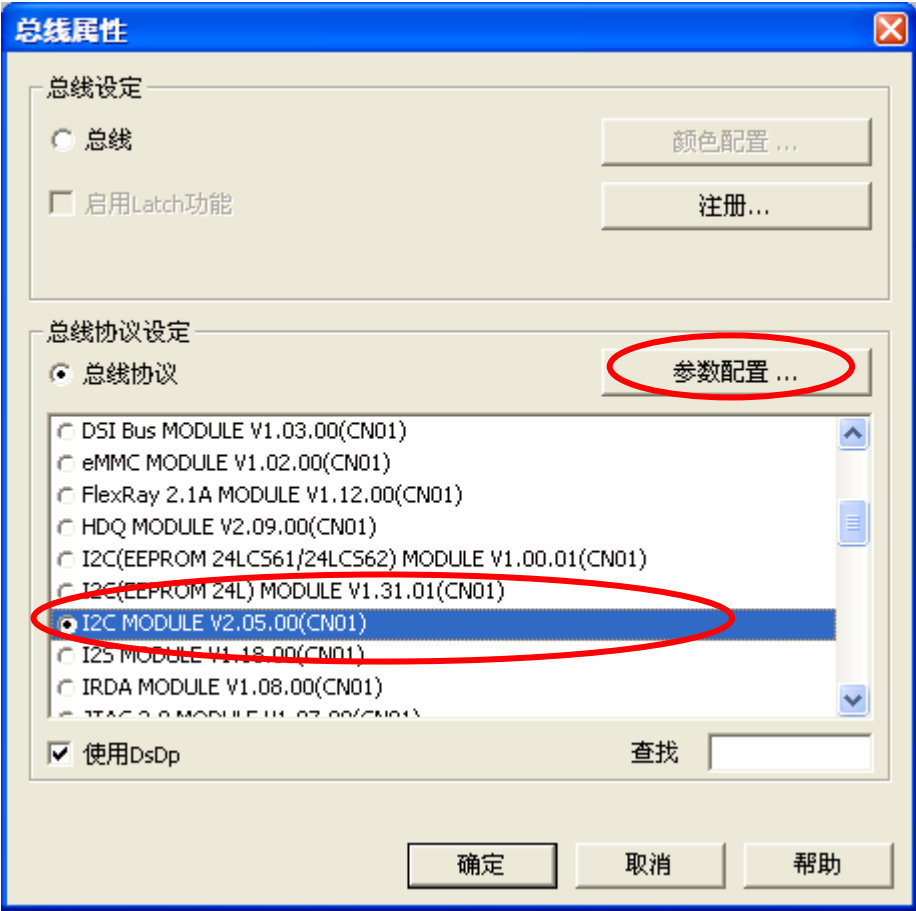 总线属性
总线设定
总线
颜色配置 ...
启用Latch功能
注册...
总线协议设定
总线协议
参数配置 ...
DSI Bus MODULE V1.03.00(CN01)
eMMC MODULE V1.02.00(CN01)
FlexRay 2.1A MODULE V1.12.00(CN01)
HDQ MODULE V2.09.00(CN01)
I2C(EEPROM 24LCS61/24LCS62) MODULE V1.00.01(CN01)
I2C(EEPROM 24L) MODULE V1.31.01(CN01)
I2C MODULE V2.05.00(CN01)
I2S MODULE V1.18.00(CN01)
IRDA MODULE V1.08.00(CN01)
使用DsDp
查找
确定
取消
帮助